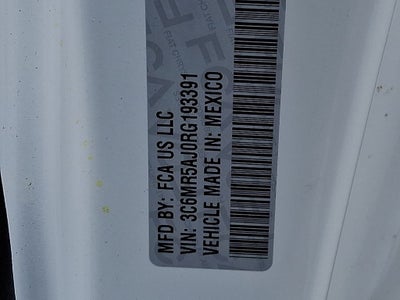 MFD BY: FCA US LLC
VIN: 3C6MR5AJ0RG193391
VEHICLE MADE IN: MEXICO